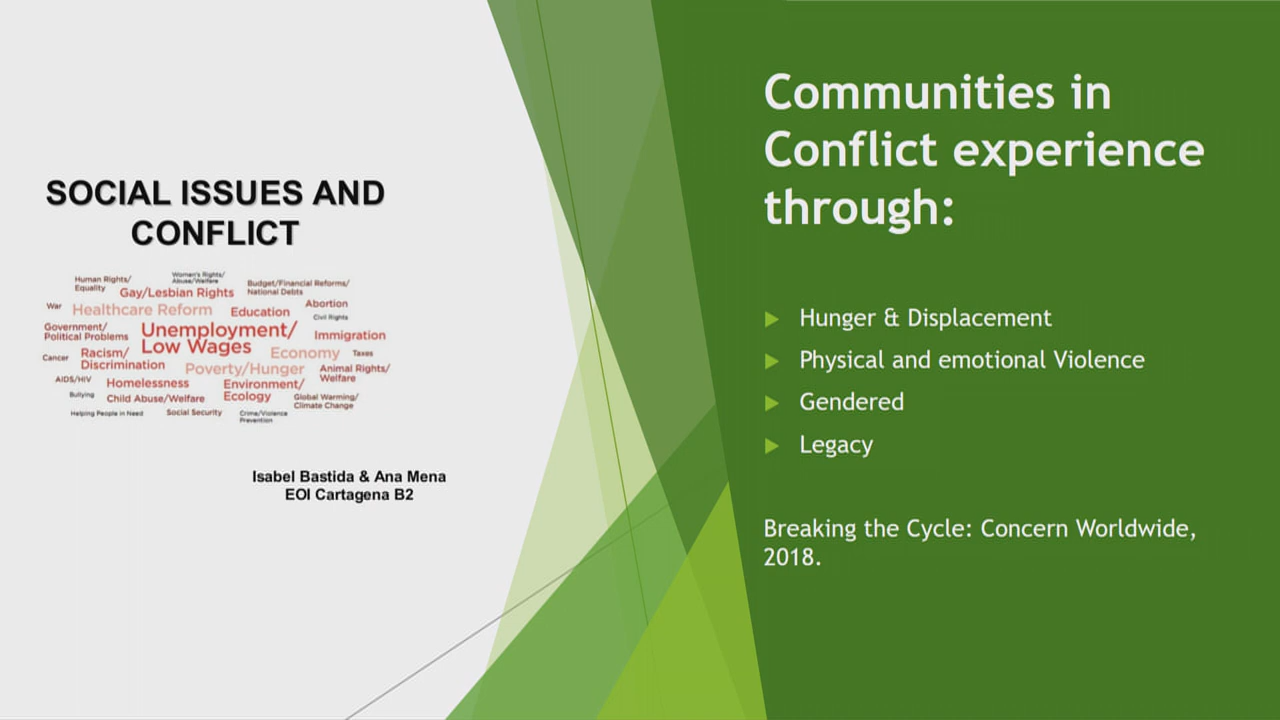 SOCIAL ISSUES AND
CONFLICT
Human Rights/
Equality
Women's Rights/
Abuse/Welfare
Budget/Financial Reforms/
National Debts
Gay/Lesbian Rights
War
Healthcare Reform
Education
Abortion
Civil Rights
Government/
Political Problems
Unemployment/
Low Wages
Immigration
Cancer
Racism/
Discrimination
Economy
Taxes
Poverty/Hunger
Animal Rights/
Welfare
AIDS/HIV
Homelessness
Environment/
Ecology
Bullying
Child Abuse/Welfare
Global Warming/
Climate Change
Helping People in Need
Social Security
Crime/Violence
Prevention
Isabel Bastida & Ana Mena
EOI Cartagena B2
Communities in
Conflict experience
through:
Hunger & Displacement
Physical and emotional Violence
Gendered
Legacy
Breaking the Cycle: Concern Worldwide,
2018.